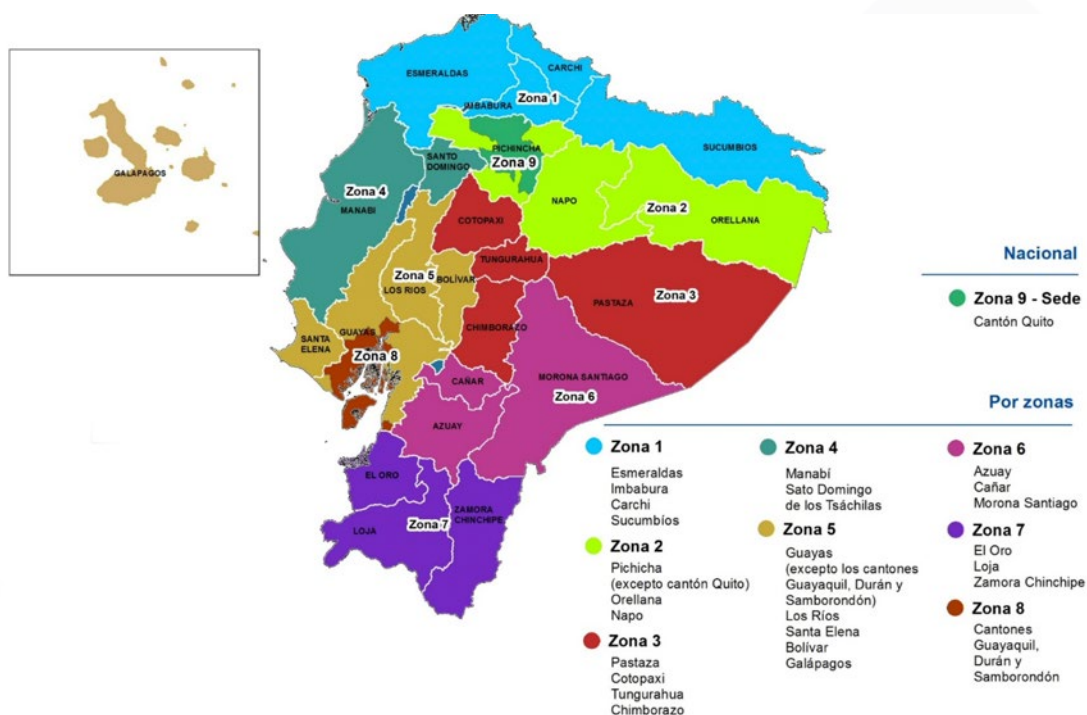 ESMERALDAS
CARCHI
IMBABURA
Zona 1
SUCUMBIOS
PICHINCHA
Zona 9
SANTO
DOMINGO
Zona 4
MANABI
NAPO
Zona 2
ORELLANA
GALAPAGOS
COTOPAXI
TUNGURAHUA
Zona 5
BOLÍVAR
LOS RIOS
PASTAZA
Zona 3
SANTA
ELENA
GUAYAS
CHIMBORAZO
Zona 8
CAÑAR
MORONA SANTIAGO
Zona 6
AZUAY
EL ORO
LOJA
Zona 7
ZAMORA
CHINCHIPE
Nacional
Zona 9 - Sede
Cantón Quito
Por zonas
Zona 1
Esmeraldas
Imbabura
Carchi
Sucumbíos
Zona 2
Pichicha
(excepto cantón Quito)
Orellana
Napo
Zona 3
Pastaza
Cotopaxi
Tungurahua
Chimborazo
Zona 4
Manabí
Sato Domingo
de los Tsáchilas
Zona 5
Guayas
(excepto los cantones
Guayaquil, Durán y
Samborondón)
Los Ríos
Santa Elena
Bolívar
Galápagos
Zona 6
Azuay
Cañar
Morona Santiago
Zona 7
El Oro
Loja
Zamora Chinchipe
Zona 8
Cantones
Guayaquil,
Durán y
Samborondón